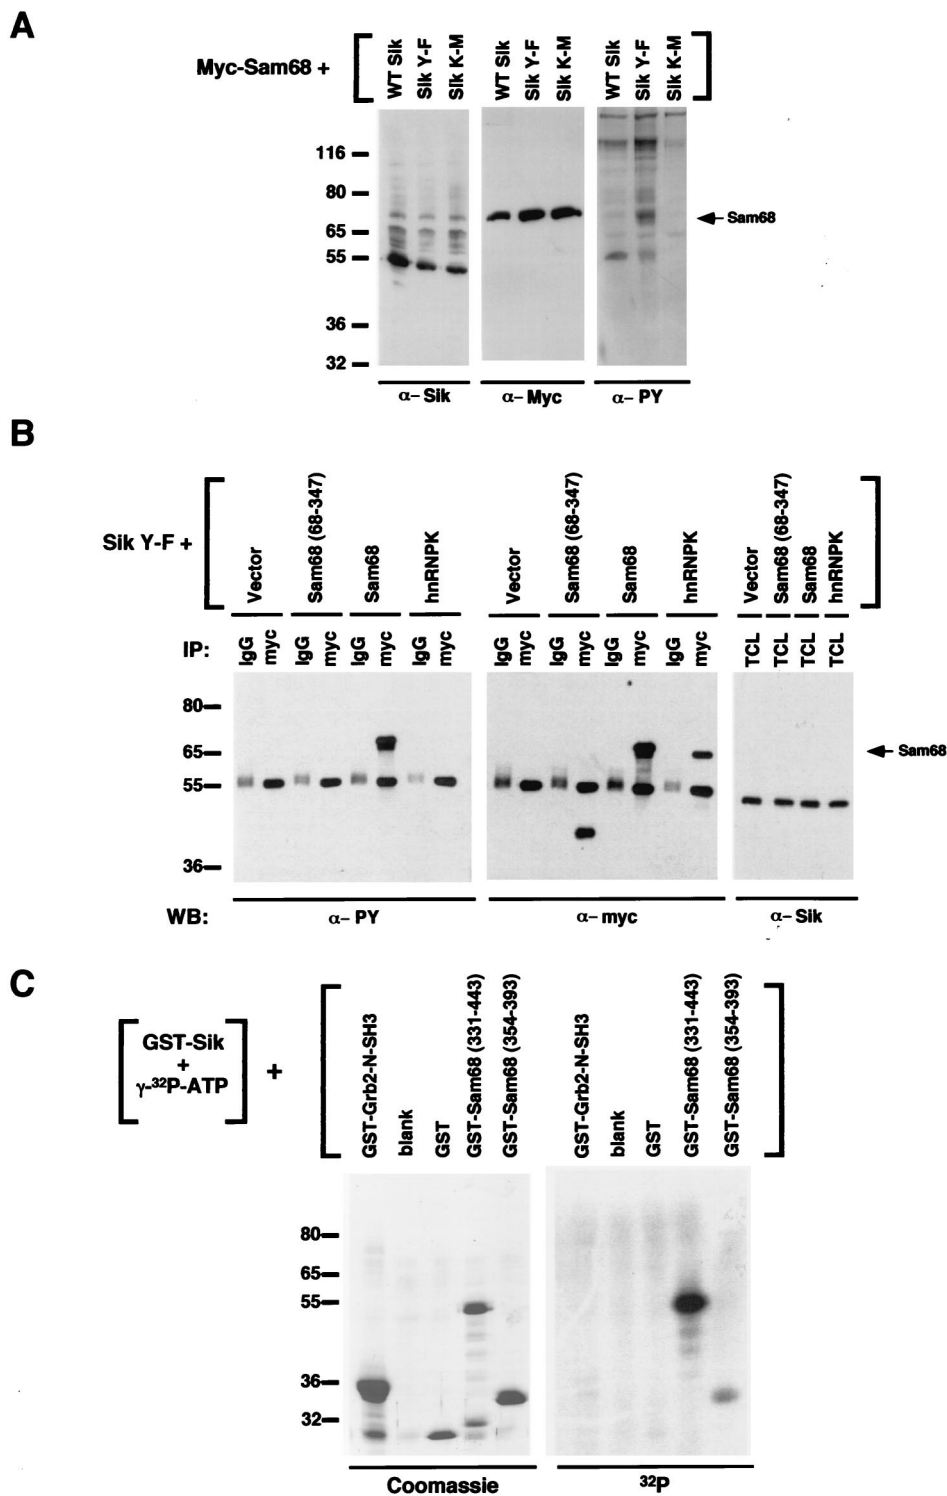 A
Myc-Sam68 +
WT Sik
Sik Y-F
Sik K-M
WT Sik
Sik Y-F
Sik K-M
WT Sik
Sik Y-F
Sik K-M
116
80
65
55
36
32
Sam68
α- Sik
α- Myc
α- PY
B
Sik Y-F +
Vector
Sam68 (68-347)
Sam68
hnRNPK
Vector
Sam68 (68-347)
Sam68
hnRNPK
Vector
Sam68 (68-347)
Sam68
hnRNPK
IP:
IgG
myc
IgG
myc
IgG
myc
IgG
myc
IgG
myc
IgG
myc
IgG
myc
IgG
myc
TCL
TCL
TCL
TCL
80
65
55
36
Sam68
WB:
α- PY
α- myc
α- Sik
C
GST-Sik
+
γ-³²P-ATP
+
GST-Grb2-N-SH3
blank
GST
GST-Sam68 (331-443)
GST-Sam68 (354-393)
GST-Grb2-N-SH3
blank
GST
GST-Sam68 (331-443)
GST-Sam68 (354-393)
80
65
55
36
32
Coomassie
³²P